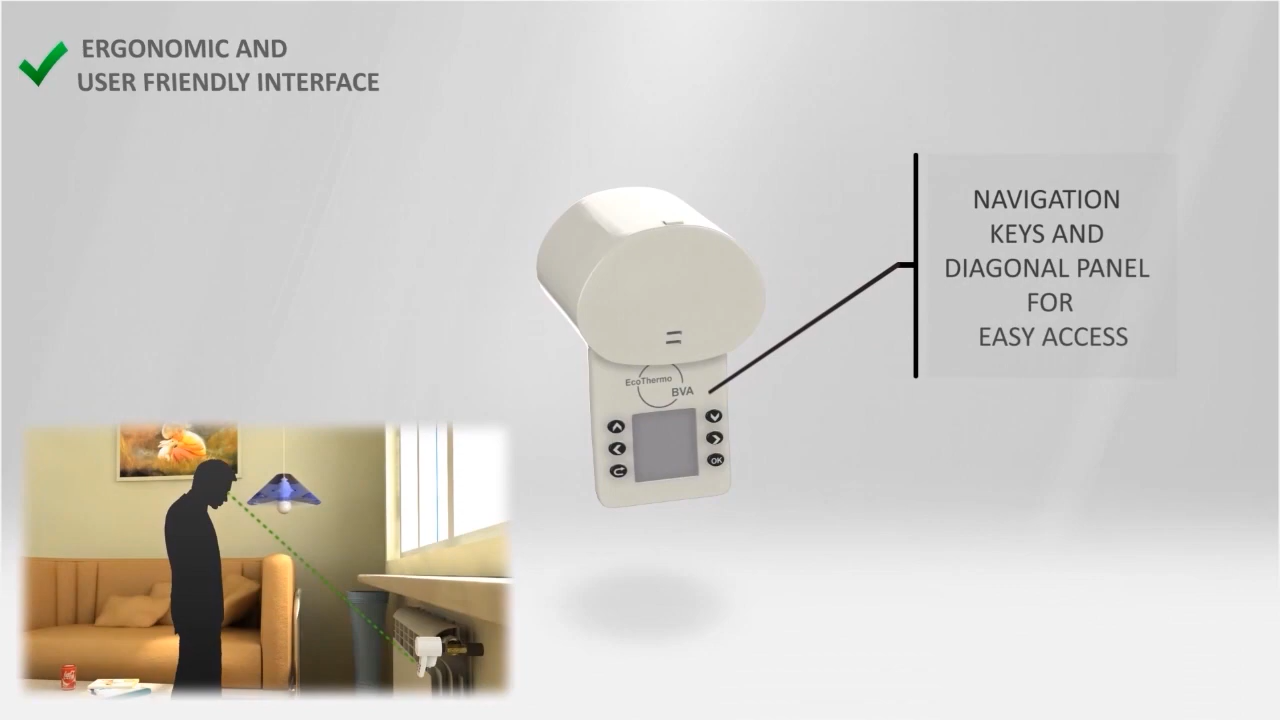 ERGONOMIC AND
USER FRIENDLY INTERFACE
NAVIGATION
KEYS AND
DIAGONAL PANEL
FOR
EASY ACCESS
EcoThermo
BVA
OK